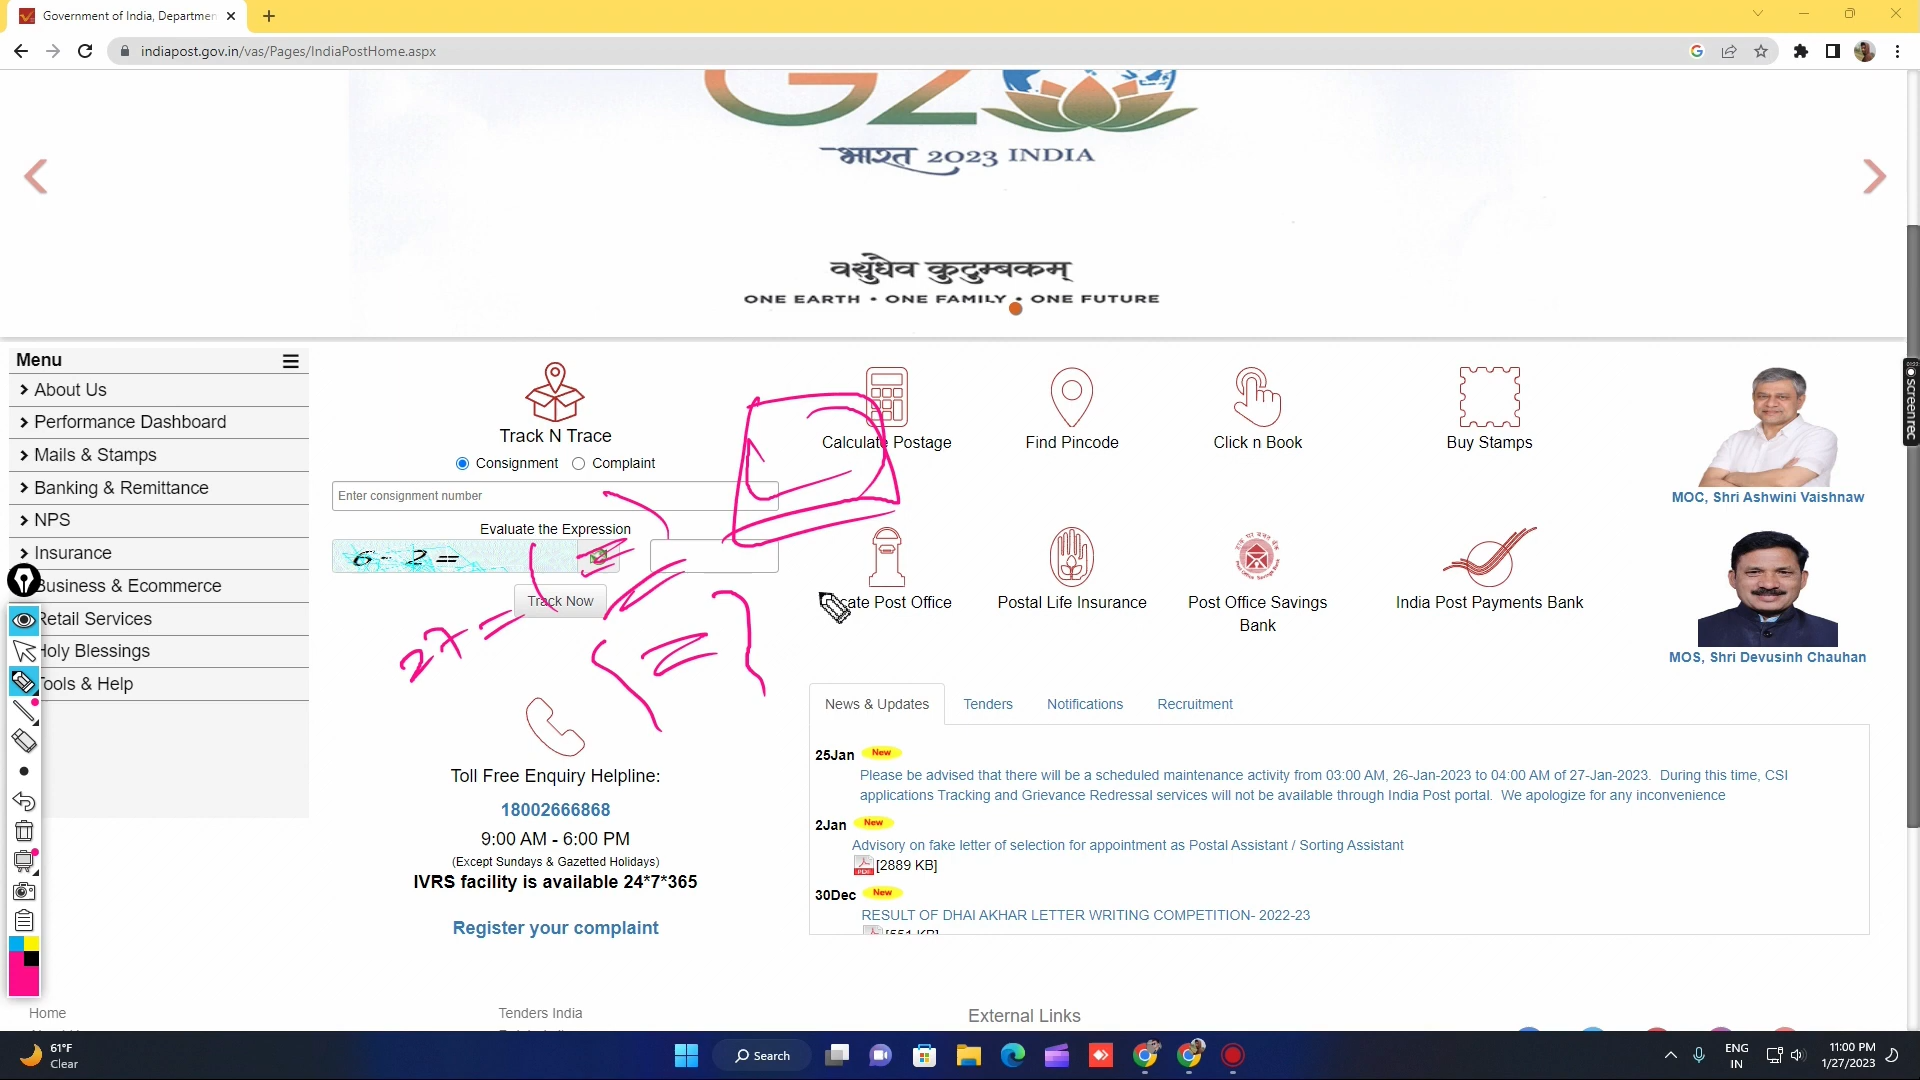 Government of India, Departmen
indiapost.gov.in/vas/Pages/IndiaPostHome.aspx
G20
भारत 2023 INDIA
वसुधैव कुटुम्बकम्
ONE EARTH • ONE FAMILY • ONE FUTURE
Menu
About Us
Performance Dashboard
Mails & Stamps
Banking & Remittance
NPS
Insurance
Business & Ecommerce
Retail Services
Holy Blessings
Tools & Help
Track N Trace
Consignment Complaint
Enter consignment number
Evaluate the Expression
6 - 2 =
Track Now
27 =
Toll Free Enquiry Helpline:
18002666868
9:00 AM - 6:00 PM
(Except Sundays & Gazetted Holidays)
IVRS facility is available 24*7*365
Register your complaint
Calculate Postage
Find Pincode
Click n Book
Buy Stamps
cate Post Office
Postal Life Insurance
Post Office Savings
Bank
India Post Payments Bank
MOC, Shri Ashwini Vaishnaw
MOS, Shri Devusinh Chauhan
News & Updates Tenders Notifications Recruitment
25Jan New
Please be advised that there will be a scheduled maintenance activity from 03:00 AM, 26-Jan-2023 to 04:00 AM of 27-Jan-2023. During this time, CSI
applications Tracking and Grievance Redressal services will not be available through India Post portal. We apologize for any inconvenience
2Jan New
Advisory on fake letter of selection for appointment as Postal Assistant / Sorting Assistant
[2889 KB]
30Dec New
RESULT OF DHAI AKHAR LETTER WRITING COMPETITION- 2022-23
[551 KB]
Home
Tenders India
External Links
screenrec
61°F
Clear
Search
ENG
IN
11:00 PM
1/27/2023